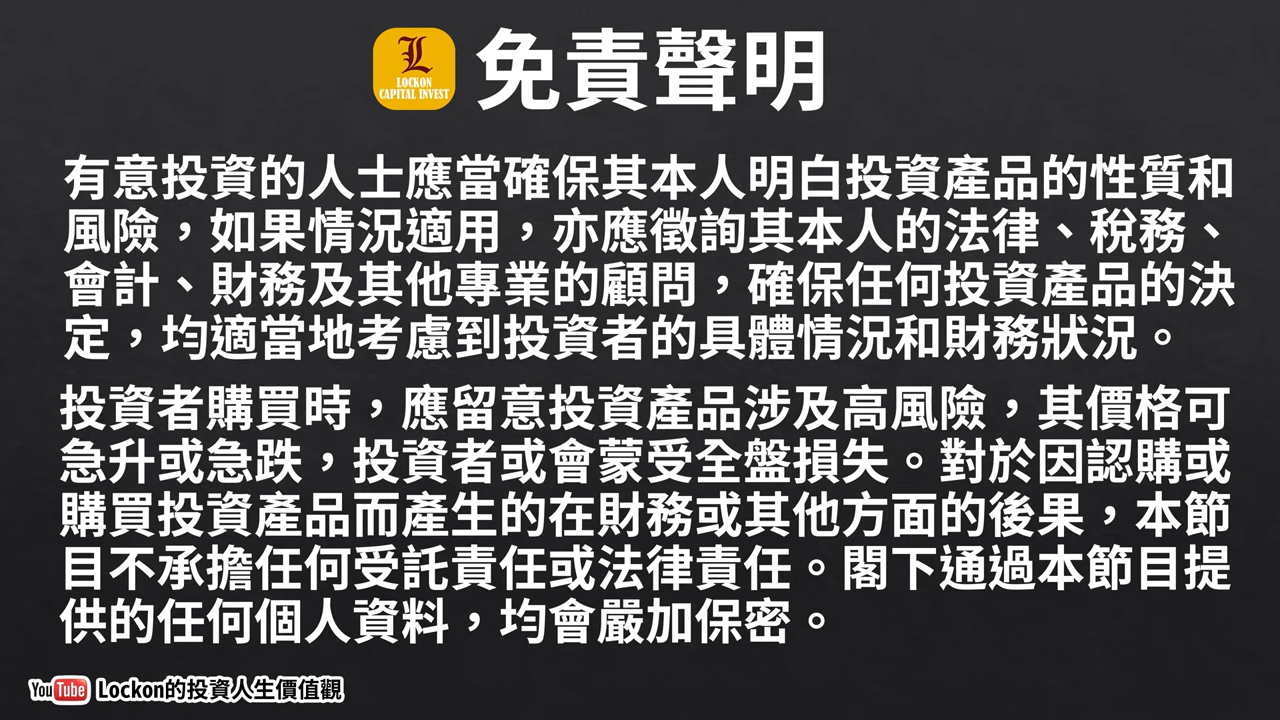 L
LOCKON
CAPITAL INVEST
免責聲明
有意投資的人士應當確保其本人明白投資產品的性質和
風險，如果情況適用，亦應徵詢其本人的法律、稅務、
會計、財務及其他專業的顧問，確保任何投資產品的決
定，均適當地考慮到投資者的具體情況和財務狀況。
投資者購買時，應留意投資產品涉及高風險，其價格可
急升或急跌，投資者或會蒙受全盤損失。對於因認購或
購買投資產品而產生的在財務或其他方面的後果，本節
目不承擔任何受託責任或法律責任。閣下通過本節目提
供的任何個人資料，均會嚴加保密。
YouTube Lockon的投資人生價值觀